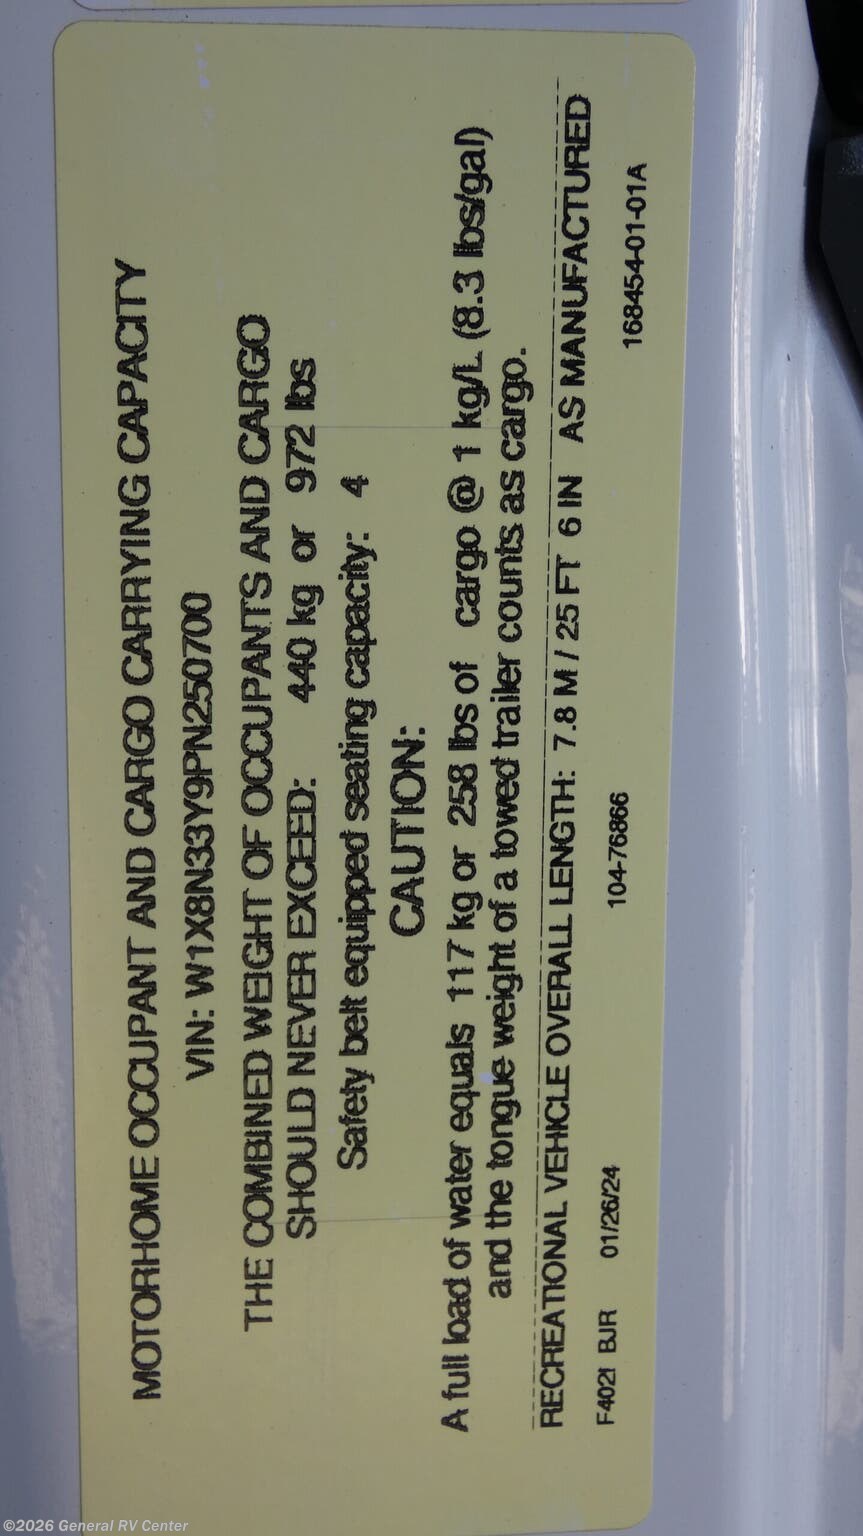 MOTORHOME OCCUPANT AND CARGO CARRYING CAPACITY
VIN: W1X8N33Y9PN250700
THE COMBINED WEIGHT OF OCCUPANTS AND CARGO
SHOULD NEVER EXCEED: 440 kg or 972 lbs
Safety belt equipped seating capacity: 4
CAUTION:
A full load of water equals 117 kg or 258 lbs of cargo @ 1 kg/L (8.3 lbs/gal)
and the tongue weight of a towed trailer counts as cargo.
RECREATIONAL VEHICLE OVERALL LENGTH: 7.8 M / 25 FT 6 IN AS MANUFACTURED
F402f BJR 01/26/24 104-76866 168454-01-01A
©2026 General RV Center